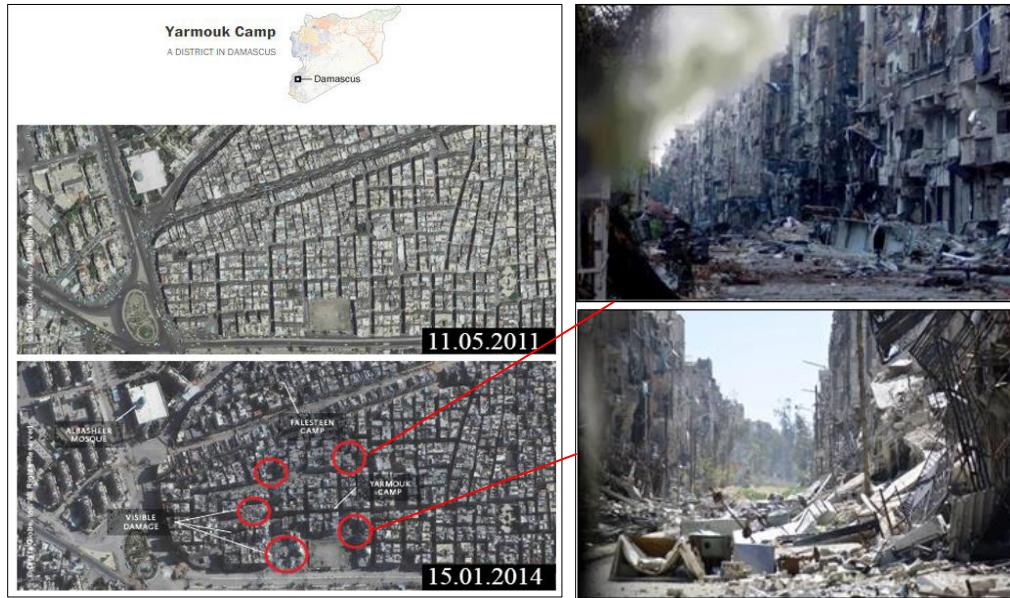 Yarmouk Camp
A DISTRICT IN DAMASCUS
Damascus
11.05.2011
ALBASHEER
MOSQUE
FALESTEEN
CAMP
YARMOUK
CAMP
VISIBLE
DAMAGE
15.01.2014